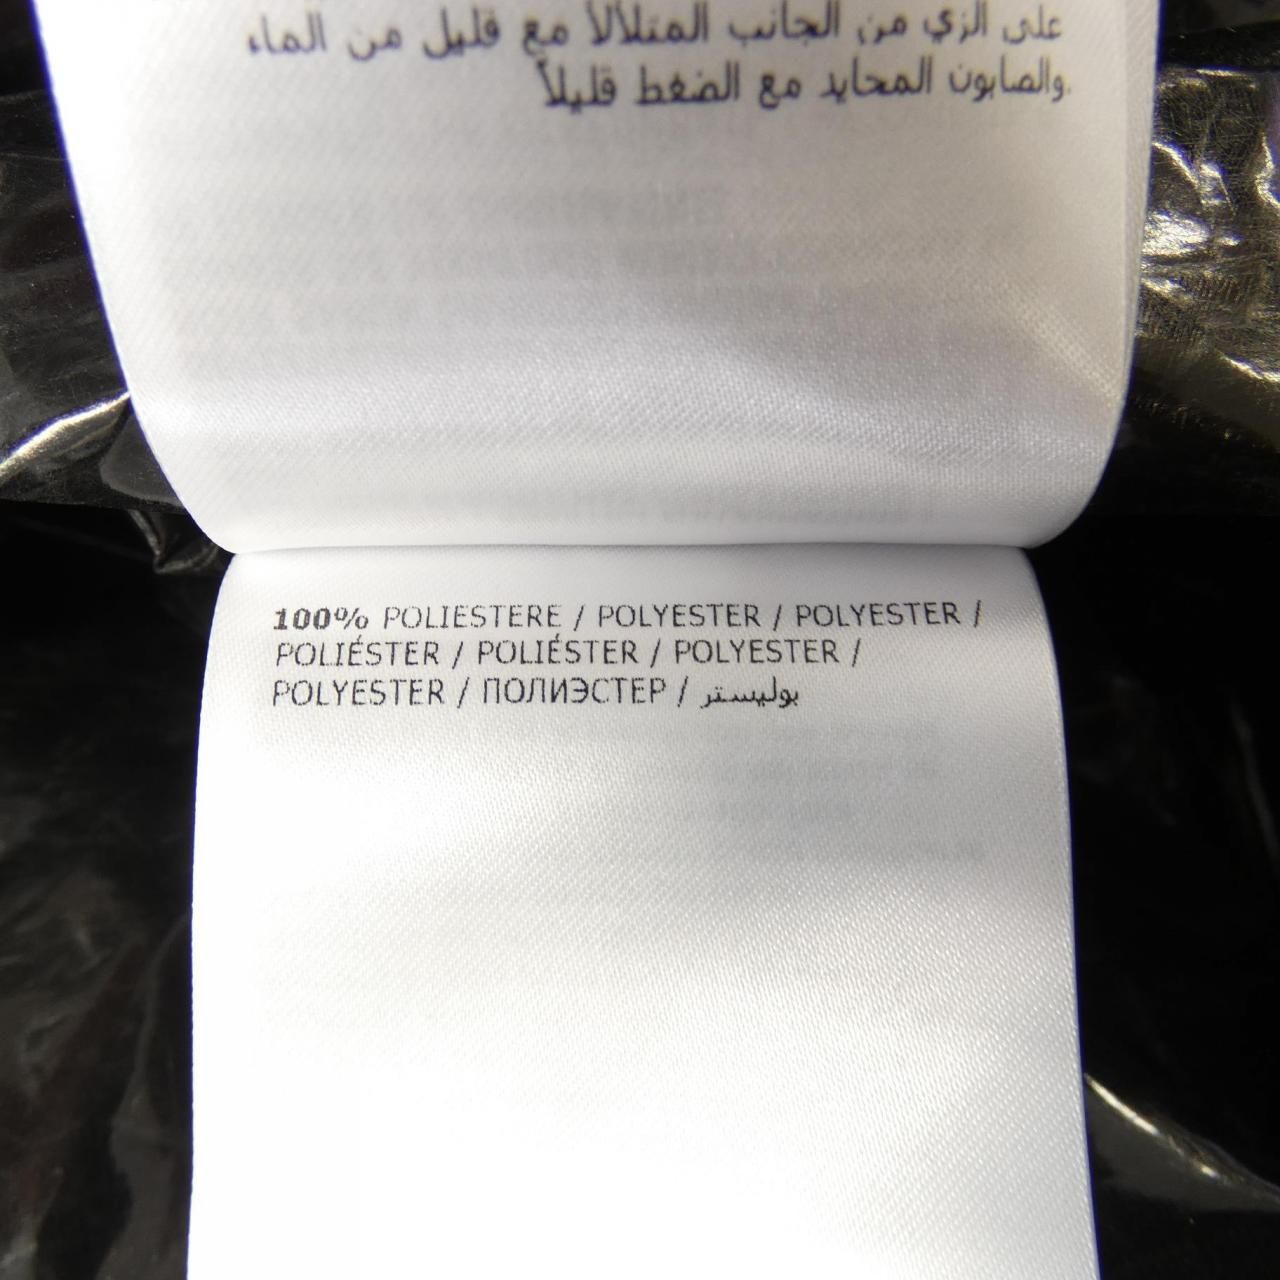 على الزي من الجانب المتلألأ مع قليل من الماء
والصابون المحايد مع الضغط قليلاً.
100% POLIESTERE / POLYESTER / POLYESTER /
POLIÉSTER / POLIÉSTER / POLYESTER /
POLYESTER / ПОЛИЭСТЕР / بوليستر